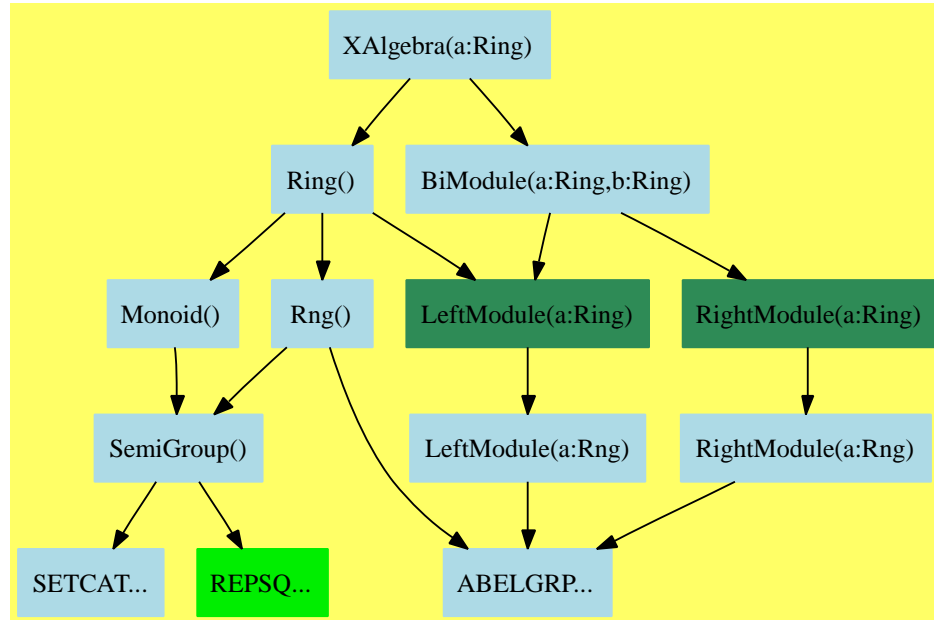 XAlgebra(a:Ring)
Ring()
BiModule(a:Ring,b:Ring)
Monoid()
Rng()
LeftModule(a:Ring)
RightModule(a:Ring)
SemiGroup()
LeftModule(a:Rng)
RightModule(a:Rng)
SETCAT...
REPSQ...
ABELGRP...